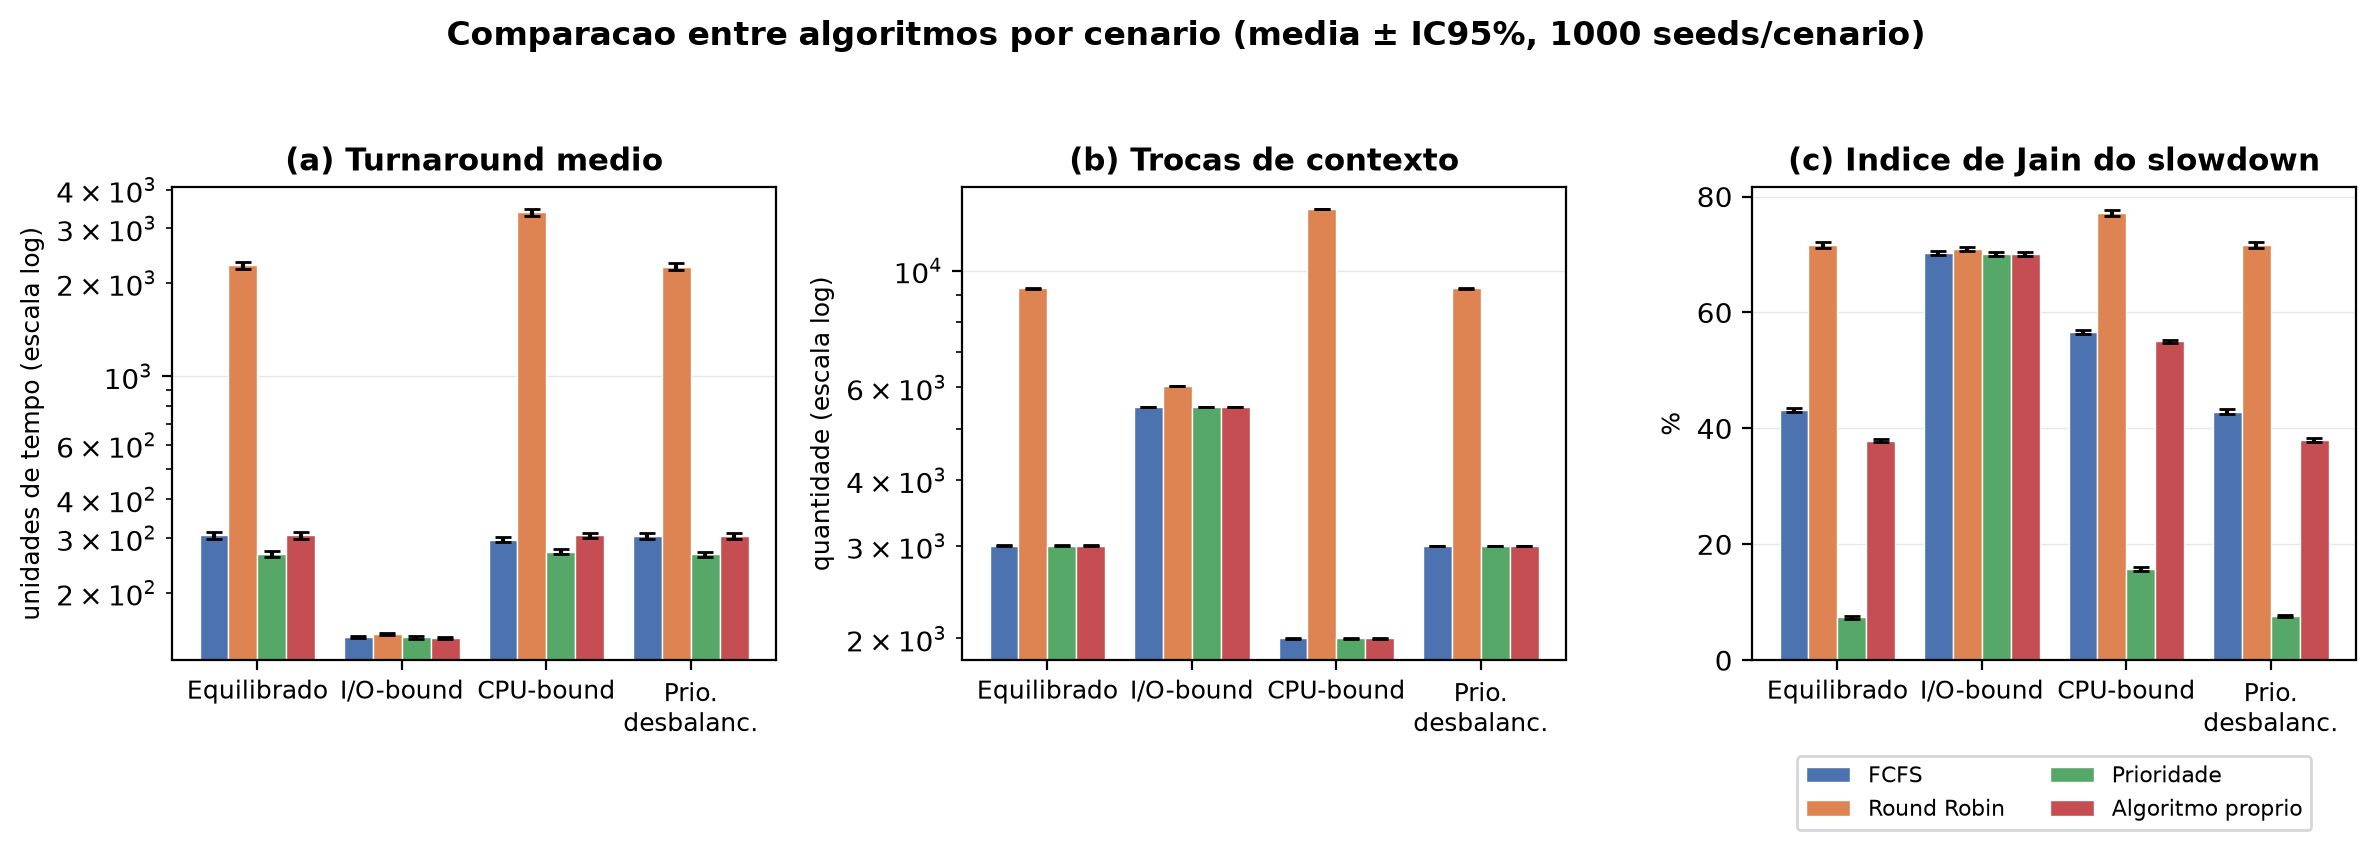 Comparacao entre algoritmos por cenario (media ± IC95%, 1000 seeds/cenario)
(a) Turnaround medio
unidades de tempo (escala log)
4 × 10³
3 × 10³
2 × 10³
10³
6 × 10²
4 × 10²
3 × 10²
2 × 10²
Equilibrado I/O-bound CPU-bound Prio.
desbalanc.
(b) Trocas de contexto
quantidade (escala log)
10⁴
6 × 10³
4 × 10³
3 × 10³
2 × 10³
Equilibrado I/O-bound CPU-bound Prio.
desbalanc.
(c) Indice de Jain do slowdown
%
80
60
40
20
0
Equilibrado I/O-bound CPU-bound Prio.
desbalanc.
FCFS Prioridade
Round Robin Algoritmo proprio